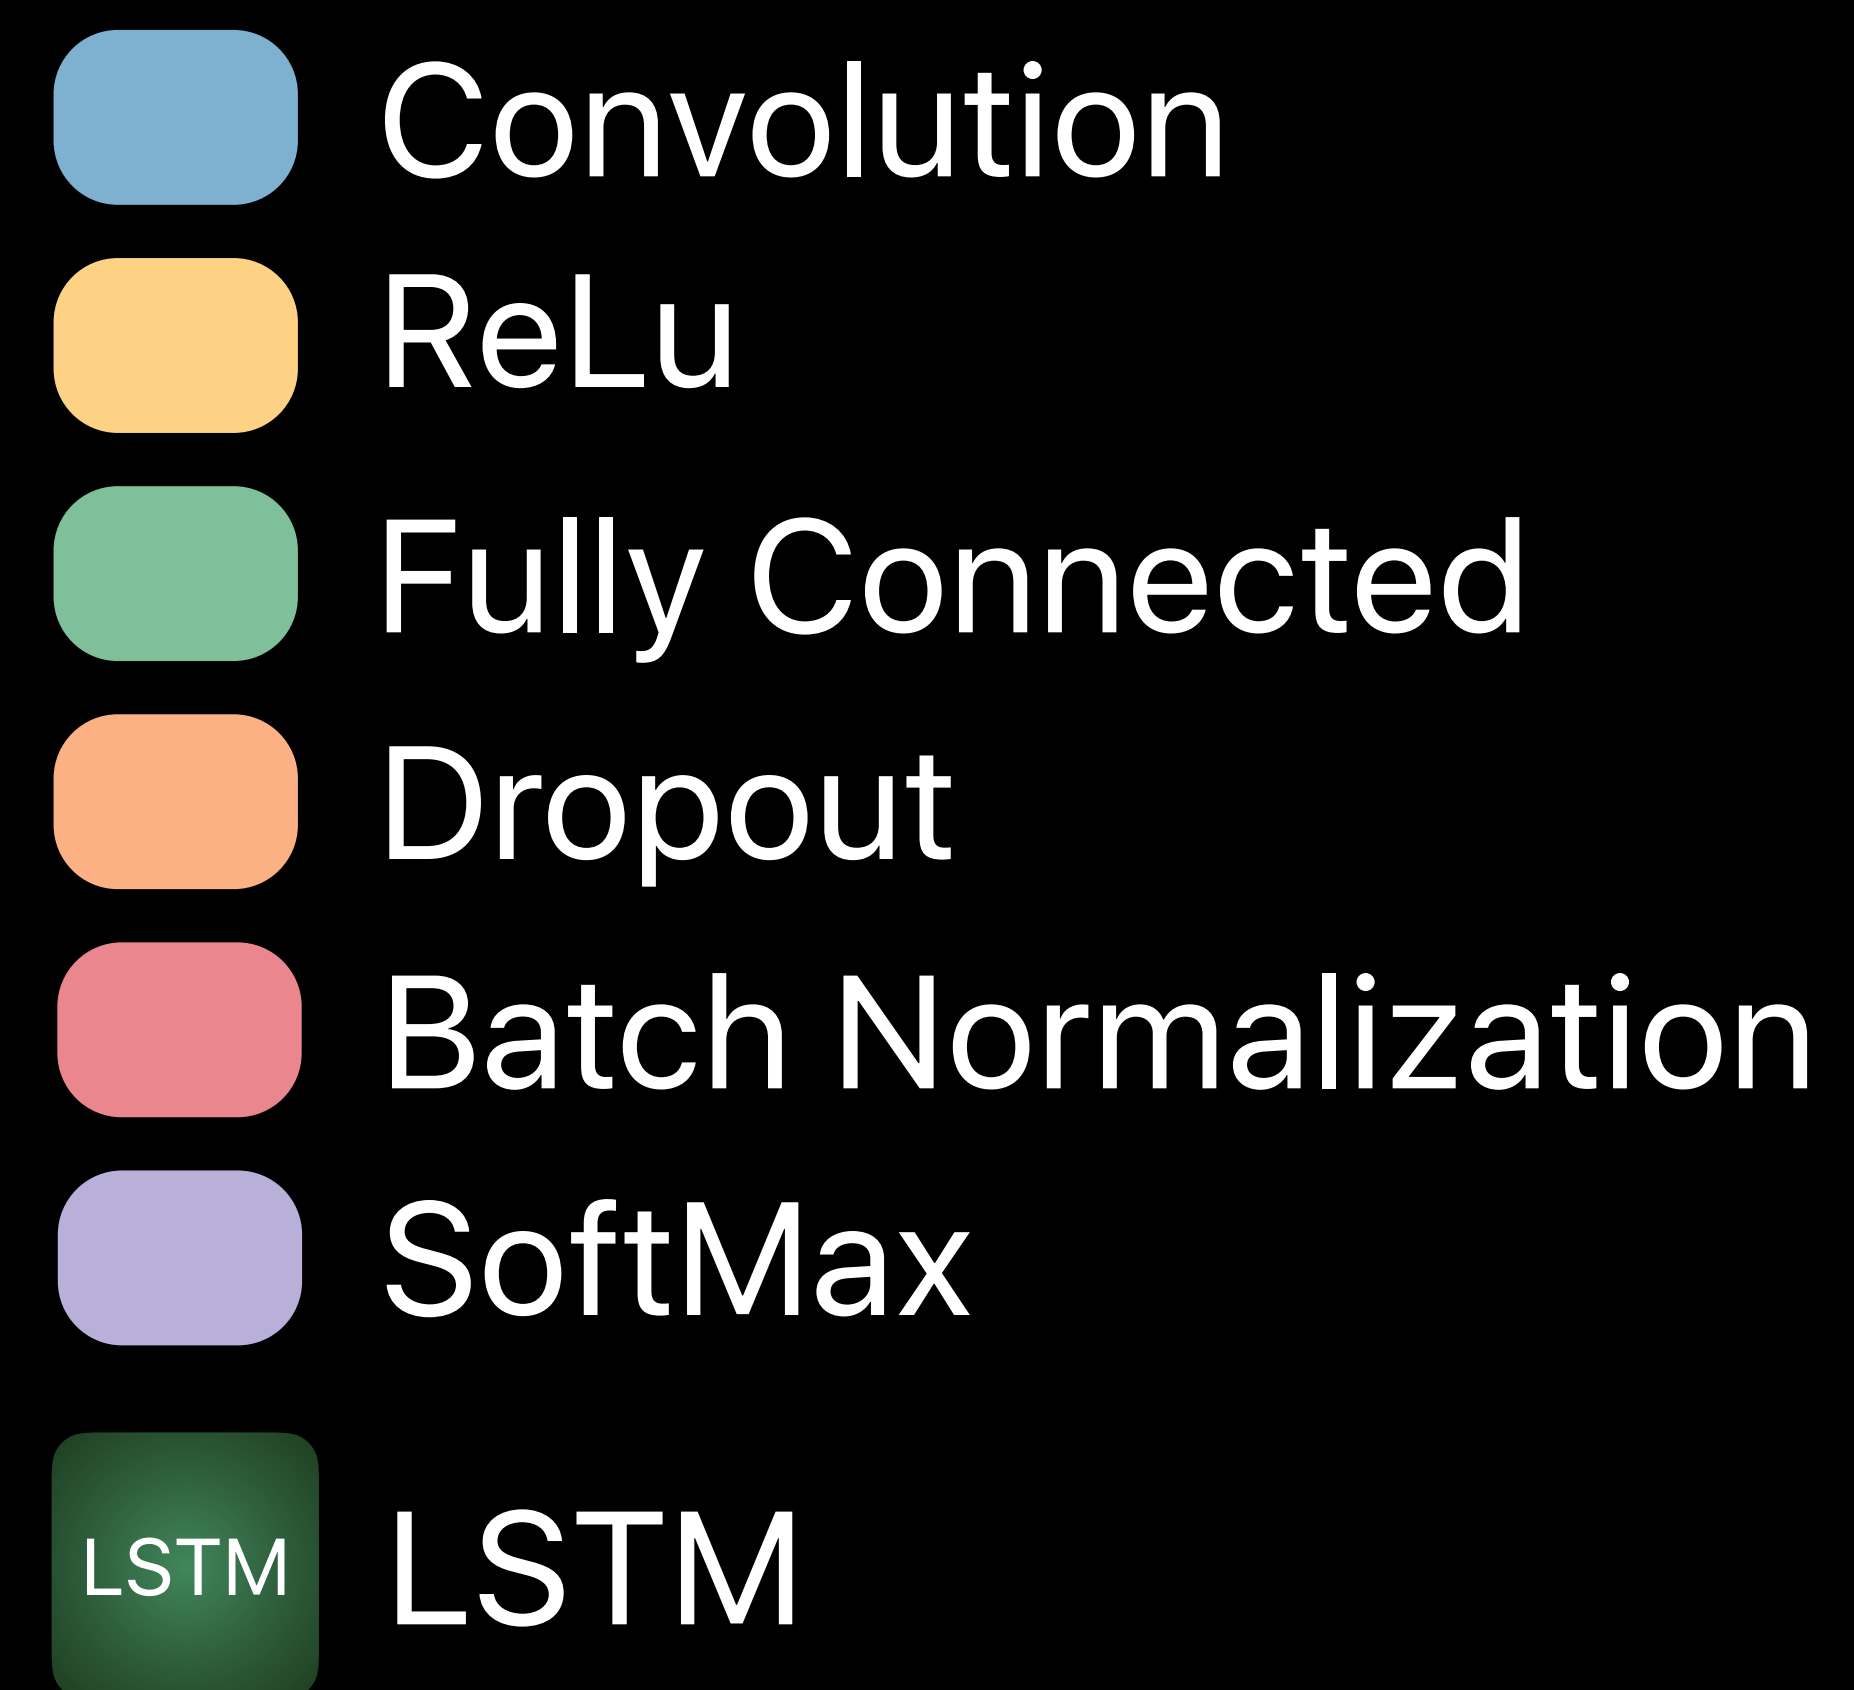 Convolution
ReLu
Fully Connected
Dropout
Batch Normalization
SoftMax
LSTM LSTM